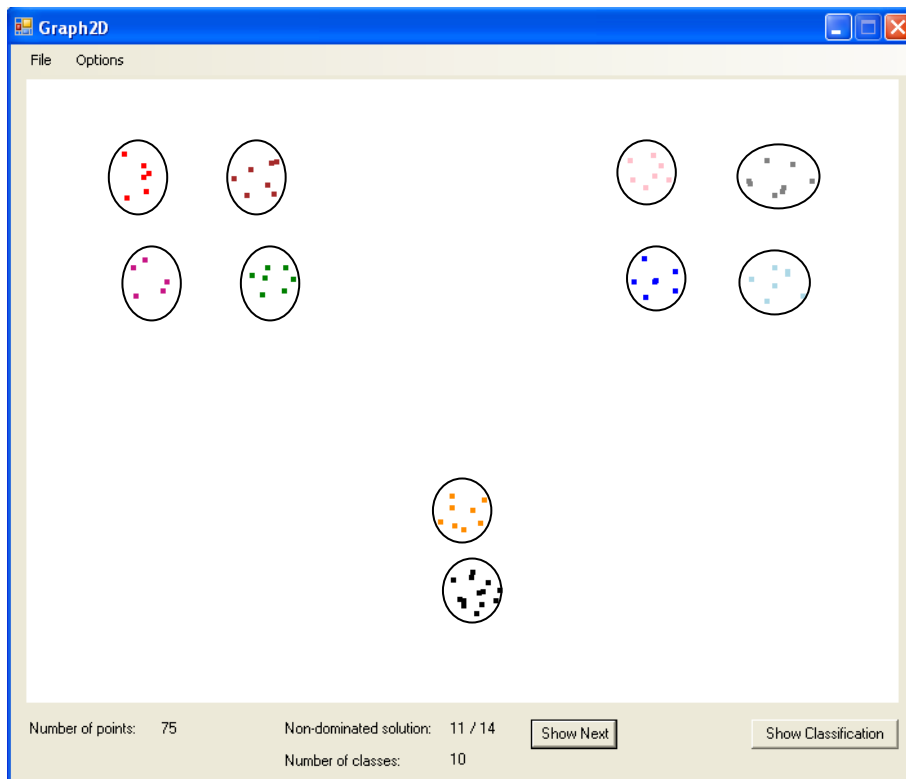 Graph2D
File Options
Number of points: 75 Non-dominated solution: 11 / 14 Show Next Show Classification
Number of classes: 10